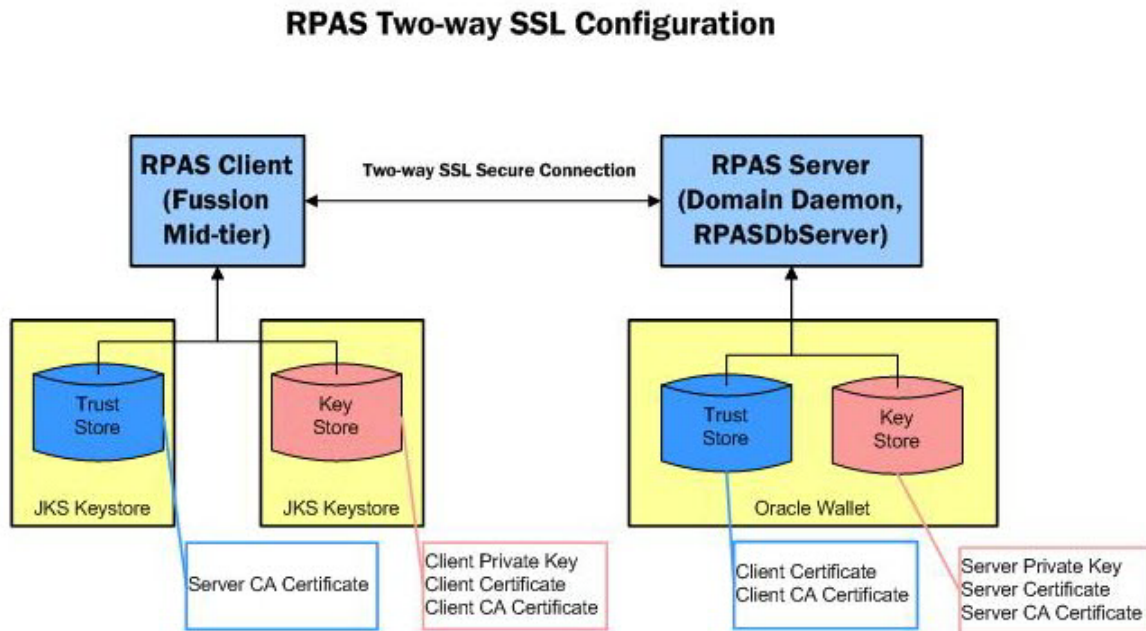 RPAS Two-way SSL Configuration
RPAS Client
(Fussion
Mid-tier)
Two-way SSL Secure Connection
RPAS Server
(Domain Daemon,
RPASDbServer)
Trust
Store
JKS Keystore
Key
Store
JKS Keystore
Trust
Store
Key
Store
Oracle Wallet
Server CA Certificate
Client Private Key
Client Certificate
Client CA Certificate
Client Certificate
Client CA Certificate
Server Private Key
Server Certificate
Server CA Certificate